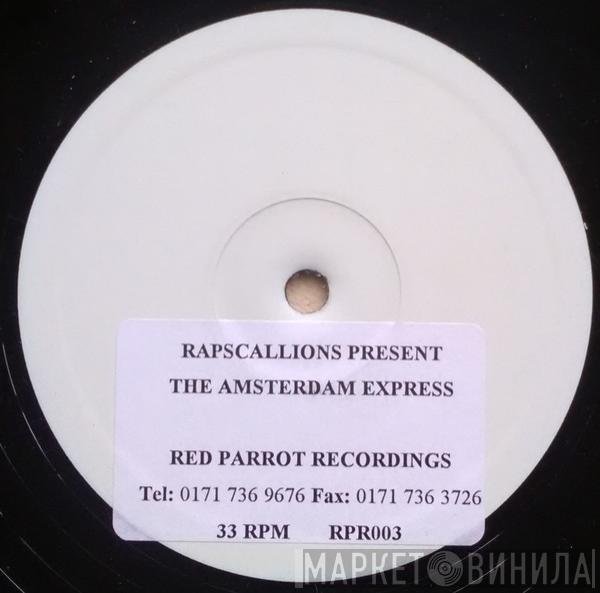 RAPSCALLIONS PRESENT
THE AMSTERDAM EXPRESS
RED PARROT RECORDINGS
Tel: 0171 736 9676 Fax: 0171 736 3726
33 RPM RPR003
МАРКЕТ ВИНИЛА